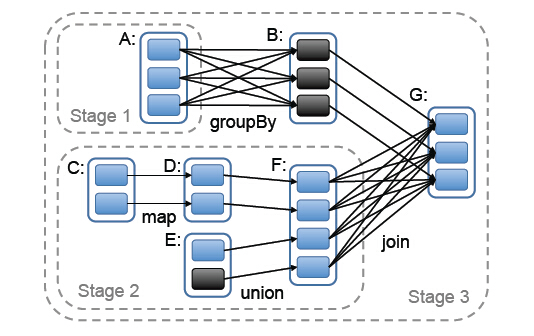 A:
B:
G:
Stage 1
groupBy
C:
D:
F:
map
E:
join
Stage 2
union
Stage 3